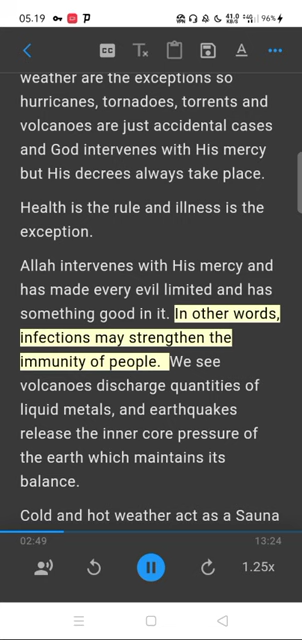 05.19
41.0
KB/S
96%
CC
weather are the exceptions so
hurricanes, tornadoes, torrents and
volcanoes are just accidental cases
and God intervenes with His mercy
but His decrees always take place.
Health is the rule and illness is the
exception.
Allah intervenes with His mercy and
has made every evil limited and has
something good in it. In other words,
infections may strengthen the
immunity of people. We see
volcanoes discharge quantities of
liquid metals, and earthquakes
release the inner core pressure of
the earth which maintains its
balance.
Cold and hot weather act as a Sauna
02:49
13:24
1.25x